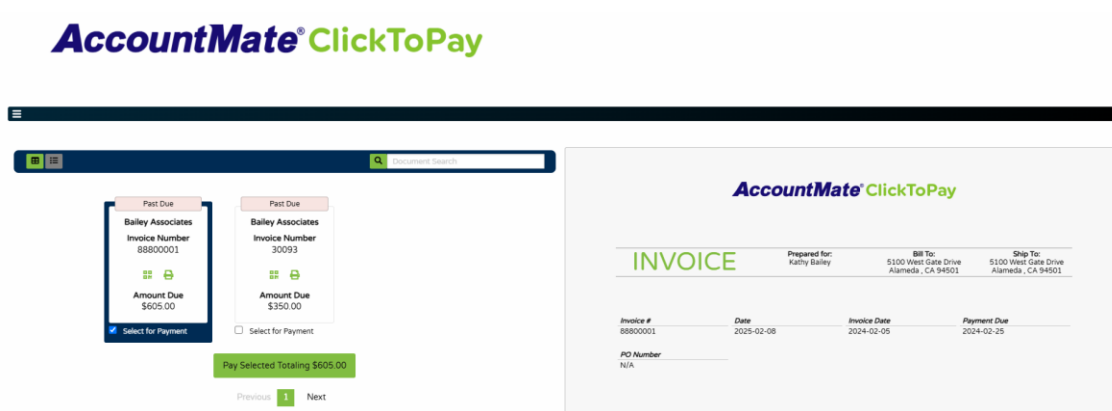 AccountMate® ClickToPay
Document Search
Past Due
Bailey Associates
Invoice Number
88800001
Amount Due
$605.00
Select for Payment
Past Due
Bailey Associates
Invoice Number
30093
Amount Due
$350.00
Select for Payment
Pay Selected Totaling $605.00
Previous 1 Next
AccountMate® ClickToPay
INVOICE
Prepared for:
Kathy Bailey
Bill To:
5100 West Gate Drive
Alameda , CA 94501
Ship To:
5100 West Gate Drive
Alameda , CA 94501
Invoice # Date Invoice Date Payment Due
88800001 2025-02-08 2024-02-05 2024-02-25
PO Number
N/A